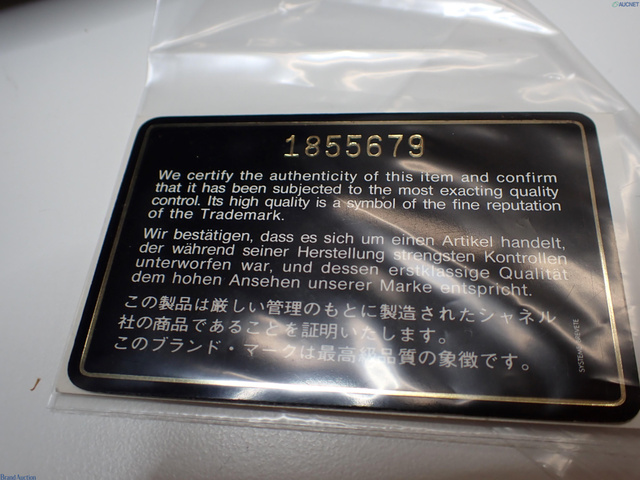 AUCNET
1855679
We certify the authenticity of this item and confirm
that it has been subjected to the most exacting quality
control. Its high quality is a symbol of the fine reputation
of the Trademark.
Wir bestätigen, dass es sich um einen Artikel handelt,
der während seiner Herstellung strengsten Kontrollen
unterworfen war, und dessen erstklassige Qualität
dem hohen Ansehen unserer Marke entspricht.
この製品は厳しい管理のもとに製造されたシャネル
社の商品であることを証明いたします。
このブランド・マークは最高級品質の象徴です。
BrandAuction